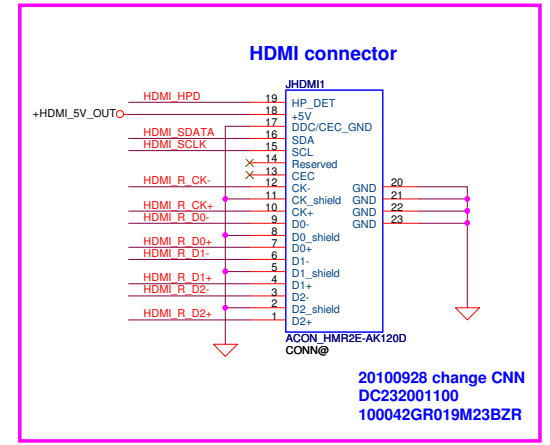 HDMI connector
JHDMI1
HDMI_HPD 19 HP_DET
+HDMI_5V_OUT 18 +5V
17 DDC/CEC_GND
HDMI_SDATA 16 SDA
HDMI_SCLK 15 SCL
14 Reserved
13 CEC
HDMI_R_CK- 12 CK- GND 20
11 CK_shield GND 21
HDMI_R_CK+ 10 CK+ GND 22
HDMI_R_D0- 9 D0- GND 23
8 D0_shield
HDMI_R_D0+ 7 D0+
HDMI_R_D1- 6 D1-
5 D1_shield
HDMI_R_D1+ 4 D1+
HDMI_R_D2- 3 D2-
2 D2_shield
HDMI_R_D2+ 1 D2+
ACON_HMR2E-AK120D
CONN@
20100928 change CNN
DC232001100
100042GR019M23BZR